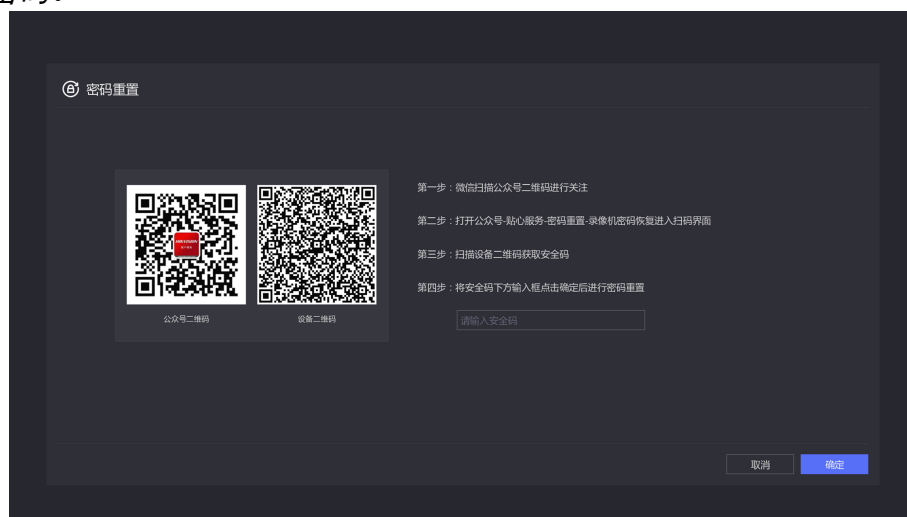 密码重置
第一步：微信扫描公众号二维码进行关注
第二步：打开公众号-贴心服务-密码重置-录像机密码恢复进入扫码界面
第三步：扫描设备二维码获取安全码
第四步：将安全码下方输入框点击确定后进行密码重置
HIKVISION
公众号二维码
设备二维码
请输入安全码
取消
确定